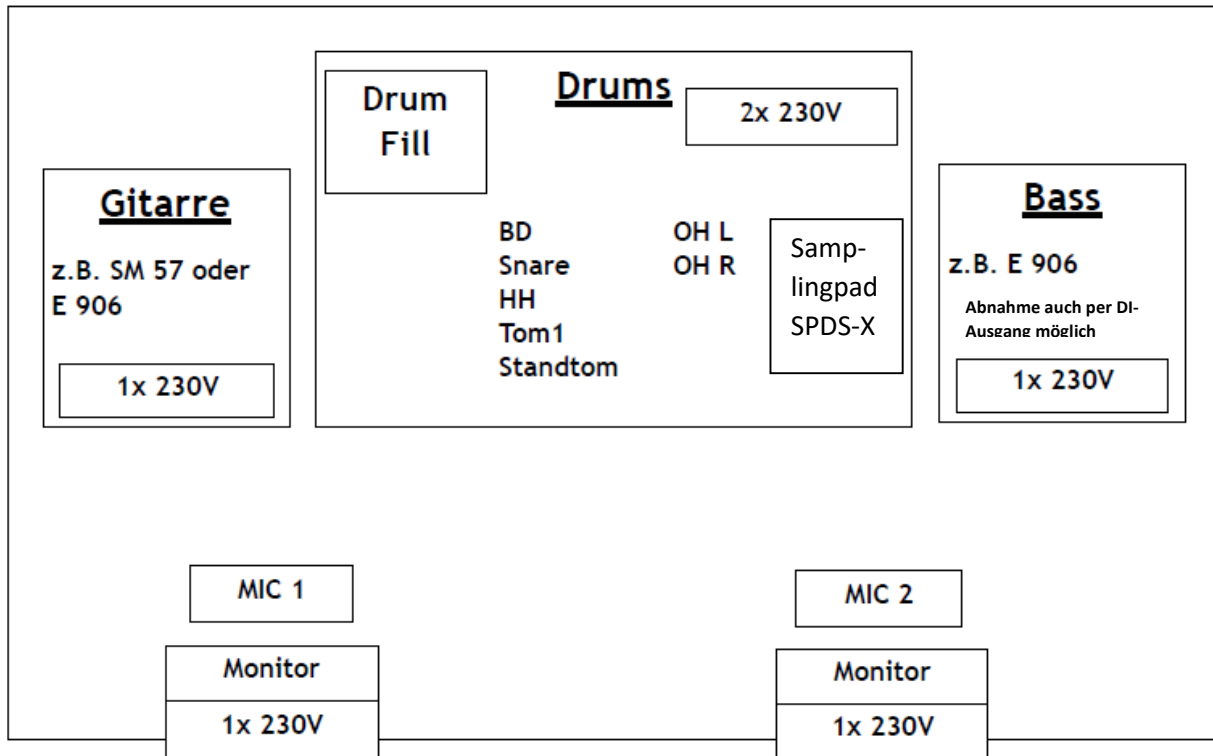 Drum
Fill
Drums
2x 230V
Gitarre
z.B. SM 57 oder
E 906
1x 230V
BD
Snare
HH
Tom1
Standtom
OH L
OH R
Samp-
lingpad
SPDS-X
Bass
z.B. E 906
Abnahme auch per DI-
Ausgang möglich
1x 230V
MIC 1
Monitor
1x 230V
MIC 2
Monitor
1x 230V